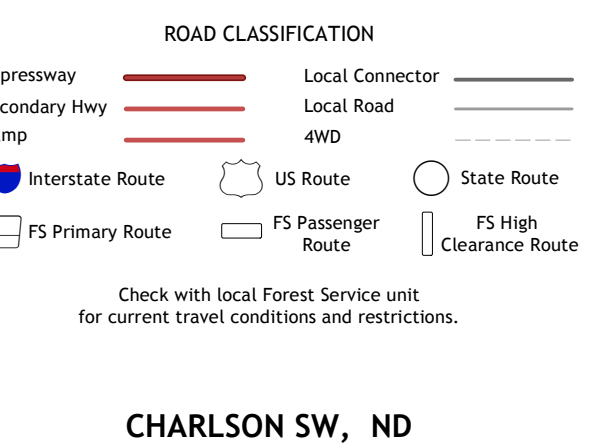 ROAD CLASSIFICATION
pressway
Local Connector
condary Hwy
Local Road
mp
4WD
Interstate Route
US Route
State Route
FS Primary Route
FS Passenger
Route
FS High
Clearance Route
Check with local Forest Service unit
for current travel conditions and restrictions.
CHARLSON SW, ND